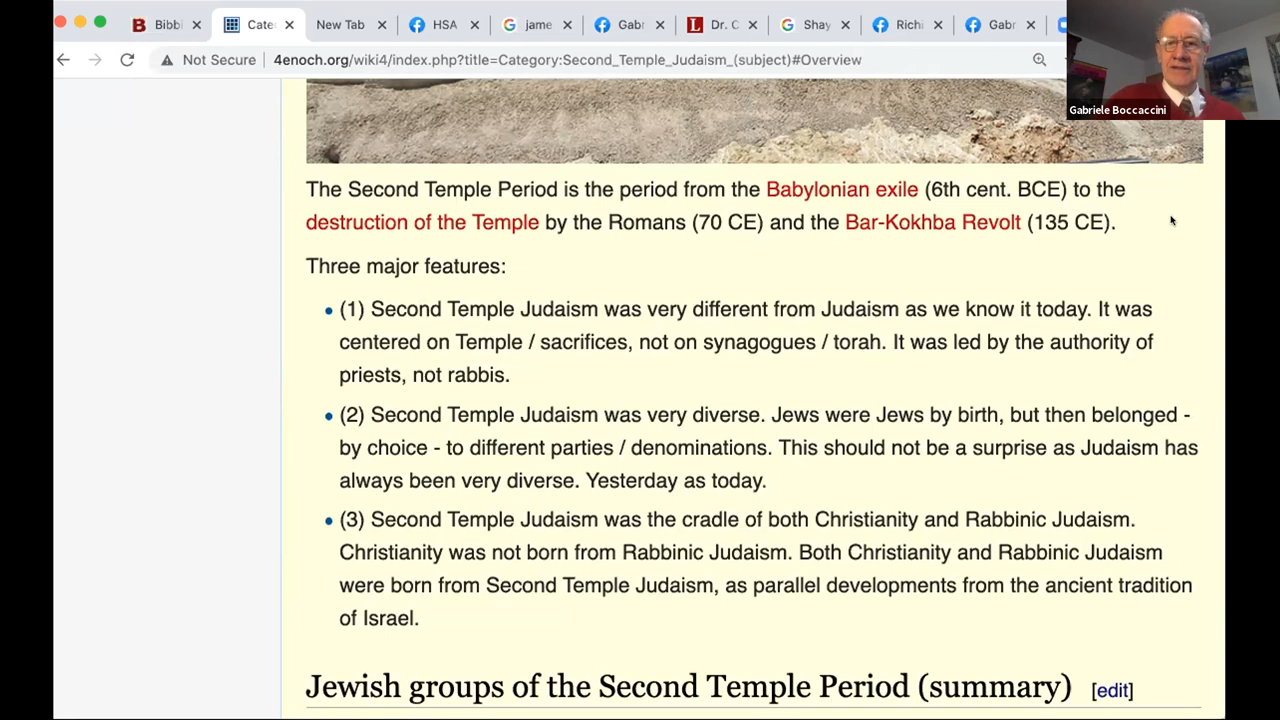 Bibbi
Cate
New Tab
HSA
jame
Gabr
Dr. C
Shay
Richi
Gabr
Not Secure
4enoch.org/wiki4/index.php?title=Category:Second_Temple_Judaism_(subject)#Overview
Gabriele Boccaccini
The Second Temple Period is the period from the Babylonian exile (6th cent. BCE) to the
destruction of the Temple by the Romans (70 CE) and the Bar-Kokhba Revolt (135 CE).
Three major features:
(1) Second Temple Judaism was very different from Judaism as we know it today. It was
centered on Temple / sacrifices, not on synagogues / torah. It was led by the authority of
priests, not rabbis.
(2) Second Temple Judaism was very diverse. Jews were Jews by birth, but then belonged -
by choice - to different parties / denominations. This should not be a surprise as Judaism has
always been very diverse. Yesterday as today.
(3) Second Temple Judaism was the cradle of both Christianity and Rabbinic Judaism.
Christianity was not born from Rabbinic Judaism. Both Christianity and Rabbinic Judaism
were born from Second Temple Judaism, as parallel developments from the ancient tradition
of Israel.
Jewish groups of the Second Temple Period (summary) [edit]